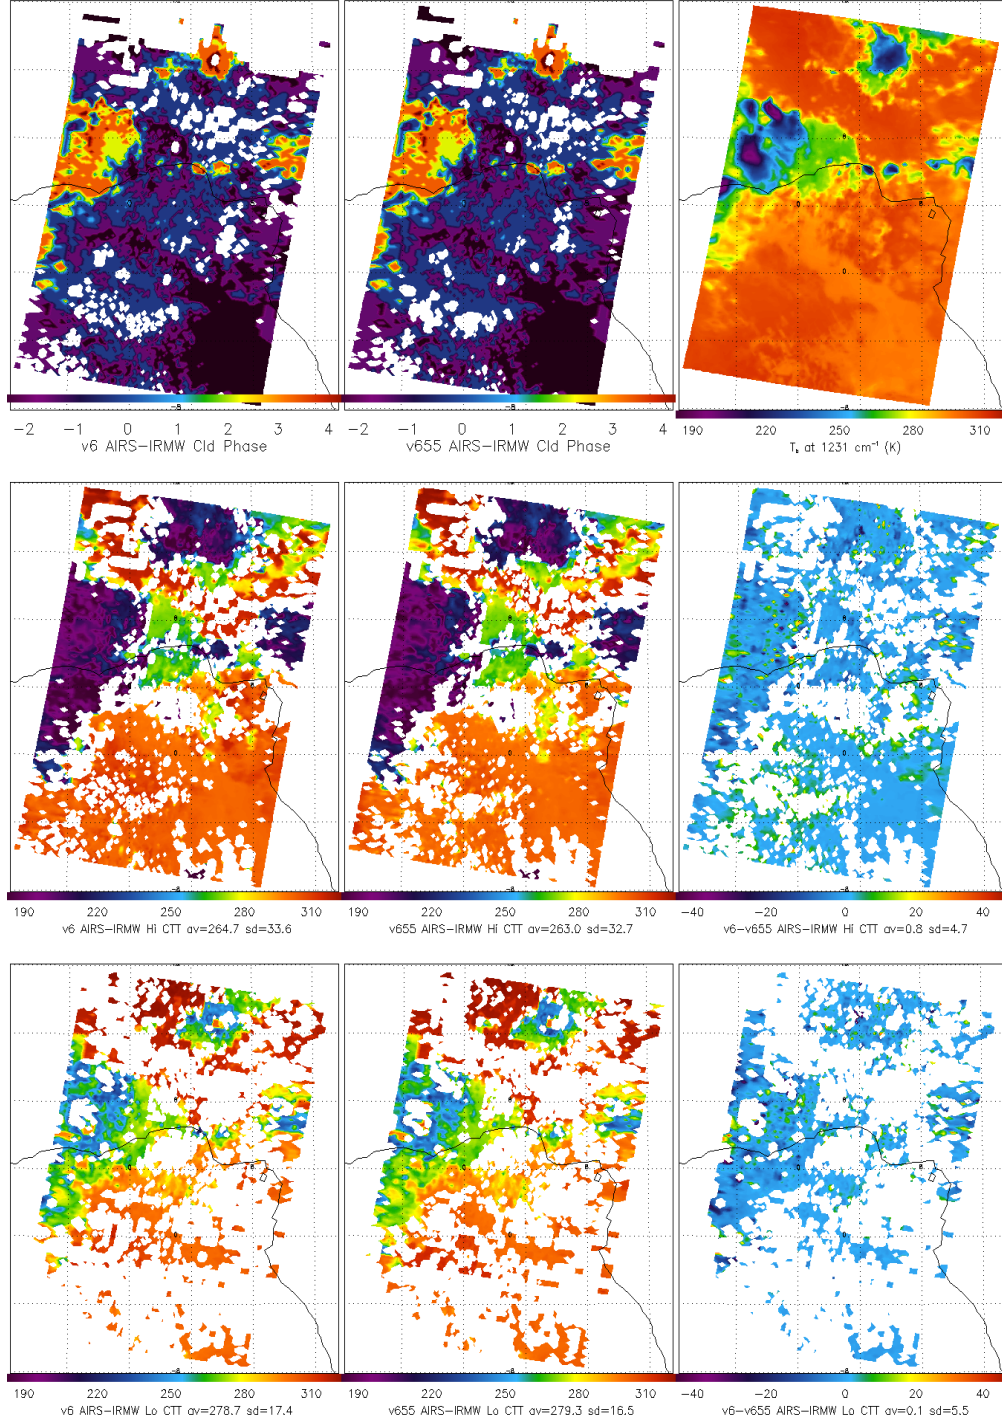 -2 -1 0 1 2 3 4
v6 AIRS-IRMW Cld Phase
-2 -1 0 1 2 3 4
v655 AIRS-IRMW Cld Phase
190 220 250 280 310
T_b at 1231 cm⁻¹ (K)
190 220 250 280 310
v6 AIRS-IRMW Hi CTT av=264.7 sd=33.6
190 220 250 280 310
v655 AIRS-IRMW Hi CTT av=263.0 sd=32.7
-40 -20 0 20 40
v6-v655 AIRS-IRMW Hi CTT av=0.8 sd=4.7
190 220 250 280 310
v6 AIRS-IRMW Lo CTT av=278.7 sd=17.4
190 220 250 280 310
v655 AIRS-IRMW Lo CTT av=279.3 sd=16.5
-40 -20 0 20 40
v6-v655 AIRS-IRMW Lo CTT av=0.1 sd=5.5